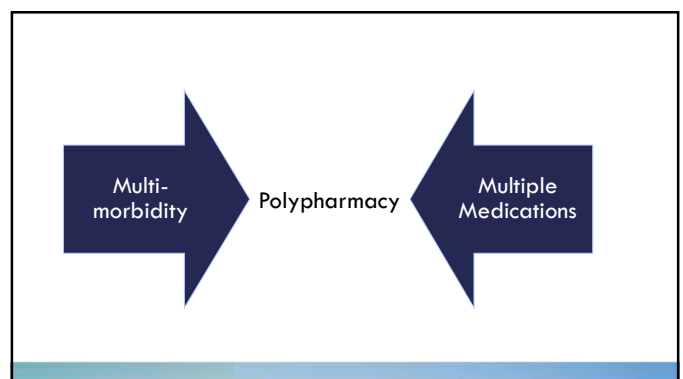 Multi-
morbidity
Polypharmacy
Multiple
Medications